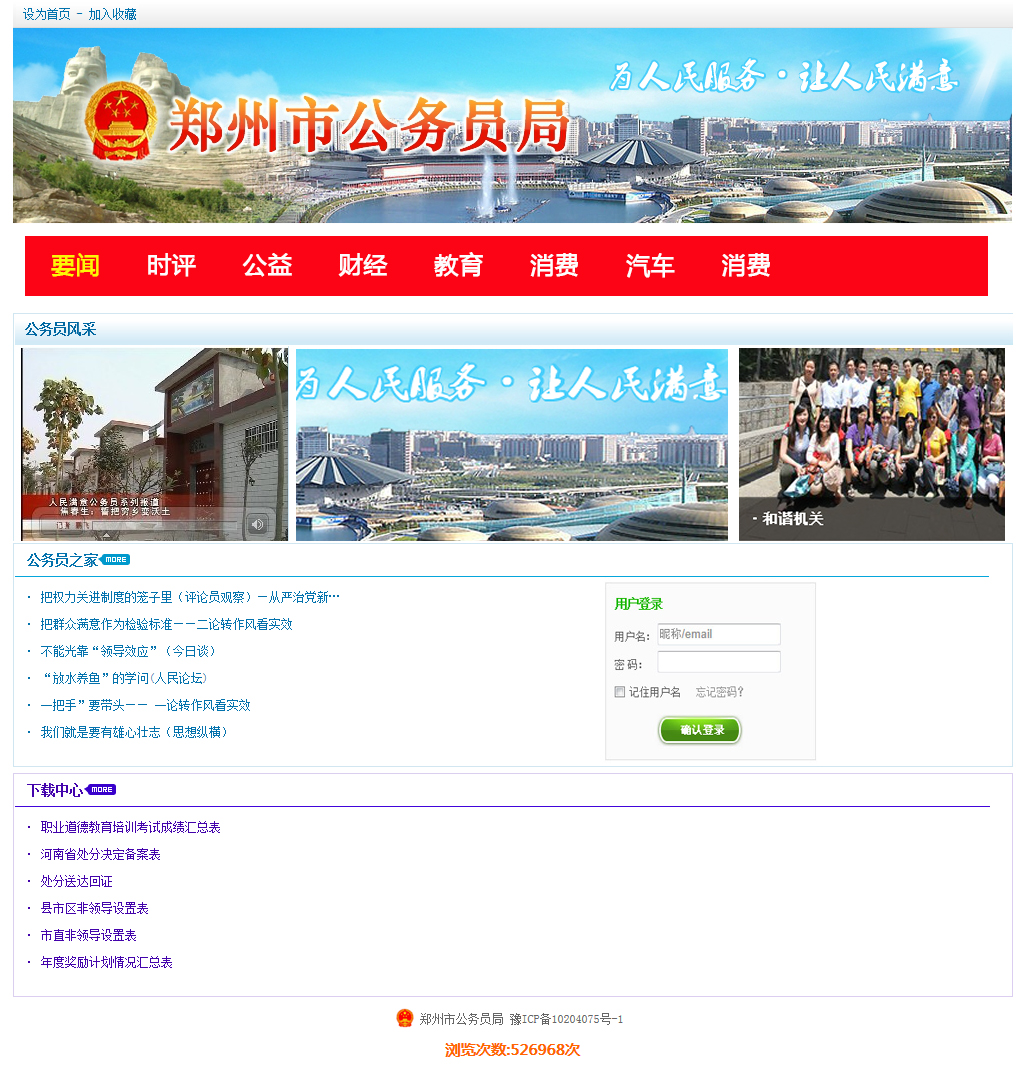 设为首页 - 加入收藏
为人民服务·让人民满意
郑州市公务员局
要闻 时评 公益 财经 教育 消费 汽车 消费
公务员风采
人民满意公务员系列报道
焦春生：誓把穷乡变沃土
为人民服务·让人民满意
· 和谐机关
公务员之家 MORE
· 把权力关进制度的笼子里（评论员观察）－从严治党新…
· 把群众满意作为检验标准－－二论转作风看实效
· 不能光靠“领导效应”（今日谈）
· “放水养鱼”的学问(人民论坛)
· 一把手”要带头－－ 一论转作风看实效
· 我们就是要有雄心壮志（思想纵横）
用户登录
用户名: 昵称/email
密 码:
记住用户名 忘记密码?
确认登录
下载中心 MORE
· 职业道德教育培训考试成绩汇总表
· 河南省处分决定备案表
· 处分送达回证
· 县市区非领导设置表
· 市直非领导设置表
· 年度奖励计划情况汇总表
郑州市公务员局 豫ICP备10204075号-1
浏览次数:526968次